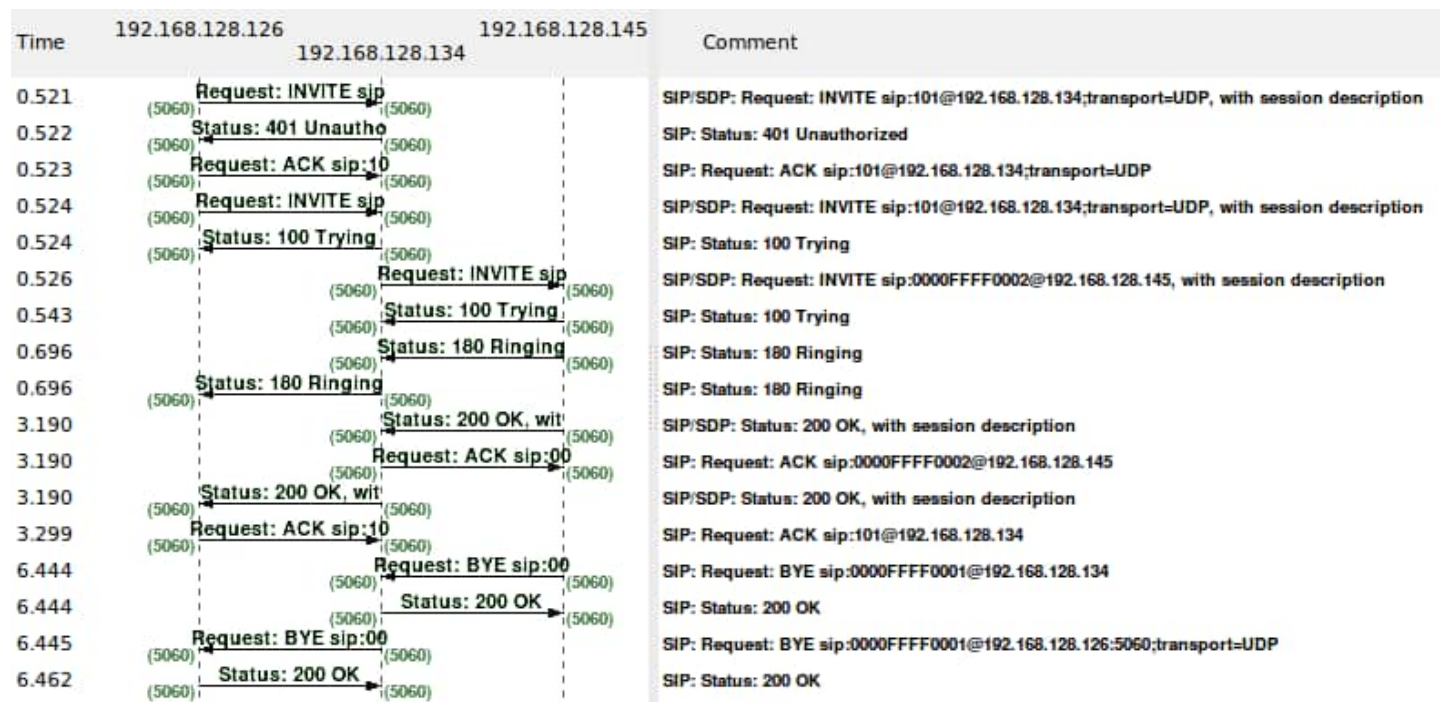 192.168.128.126 192.168.128.145
Time 192.168.128.134 Comment
0.521 Request: INVITE sip (5060) (5060) SIP/SDP: Request: INVITE sip:101@192.168.128.134;transport=UDP, with session description
0.522 Status: 401 Unautho (5060) (5060) SIP: Status: 401 Unauthorized
0.523 Request: ACK sip:10 (5060) (5060) SIP: Request: ACK sip:101@192.168.128.134;transport=UDP
0.524 Request: INVITE sip (5060) (5060) SIP/SDP: Request: INVITE sip:101@192.168.128.134;transport=UDP, with session description
0.524 Status: 100 Trying (5060) (5060) SIP: Status: 100 Trying
0.526 Request: INVITE sip (5060) (5060) SIP/SDP: Request: INVITE sip:0000FFFF0002@192.168.128.145, with session description
0.543 Status: 100 Trying (5060) (5060) SIP: Status: 100 Trying
0.696 Status: 180 Ringing (5060) (5060) SIP: Status: 180 Ringing
0.696 Status: 180 Ringing (5060) (5060) SIP: Status: 180 Ringing
3.190 Status: 200 OK, wit (5060) (5060) SIP/SDP: Status: 200 OK, with session description
3.190 Request: ACK sip:00 (5060) (5060) SIP: Request: ACK sip:0000FFFF0002@192.168.128.145
3.190 Status: 200 OK, wit (5060) (5060) SIP/SDP: Status: 200 OK, with session description
3.299 Request: ACK sip:10 (5060) (5060) SIP: Request: ACK sip:101@192.168.128.134
6.444 Request: BYE sip:00 (5060) (5060) SIP: Request: BYE sip:0000FFFF0001@192.168.128.134
6.444 Status: 200 OK (5060) (5060) SIP: Status: 200 OK
6.445 Request: BYE sip:00 (5060) (5060) SIP: Request: BYE sip:0000FFFF0001@192.168.128.126:5060;transport=UDP
6.462 Status: 200 OK (5060) (5060) SIP: Status: 200 OK